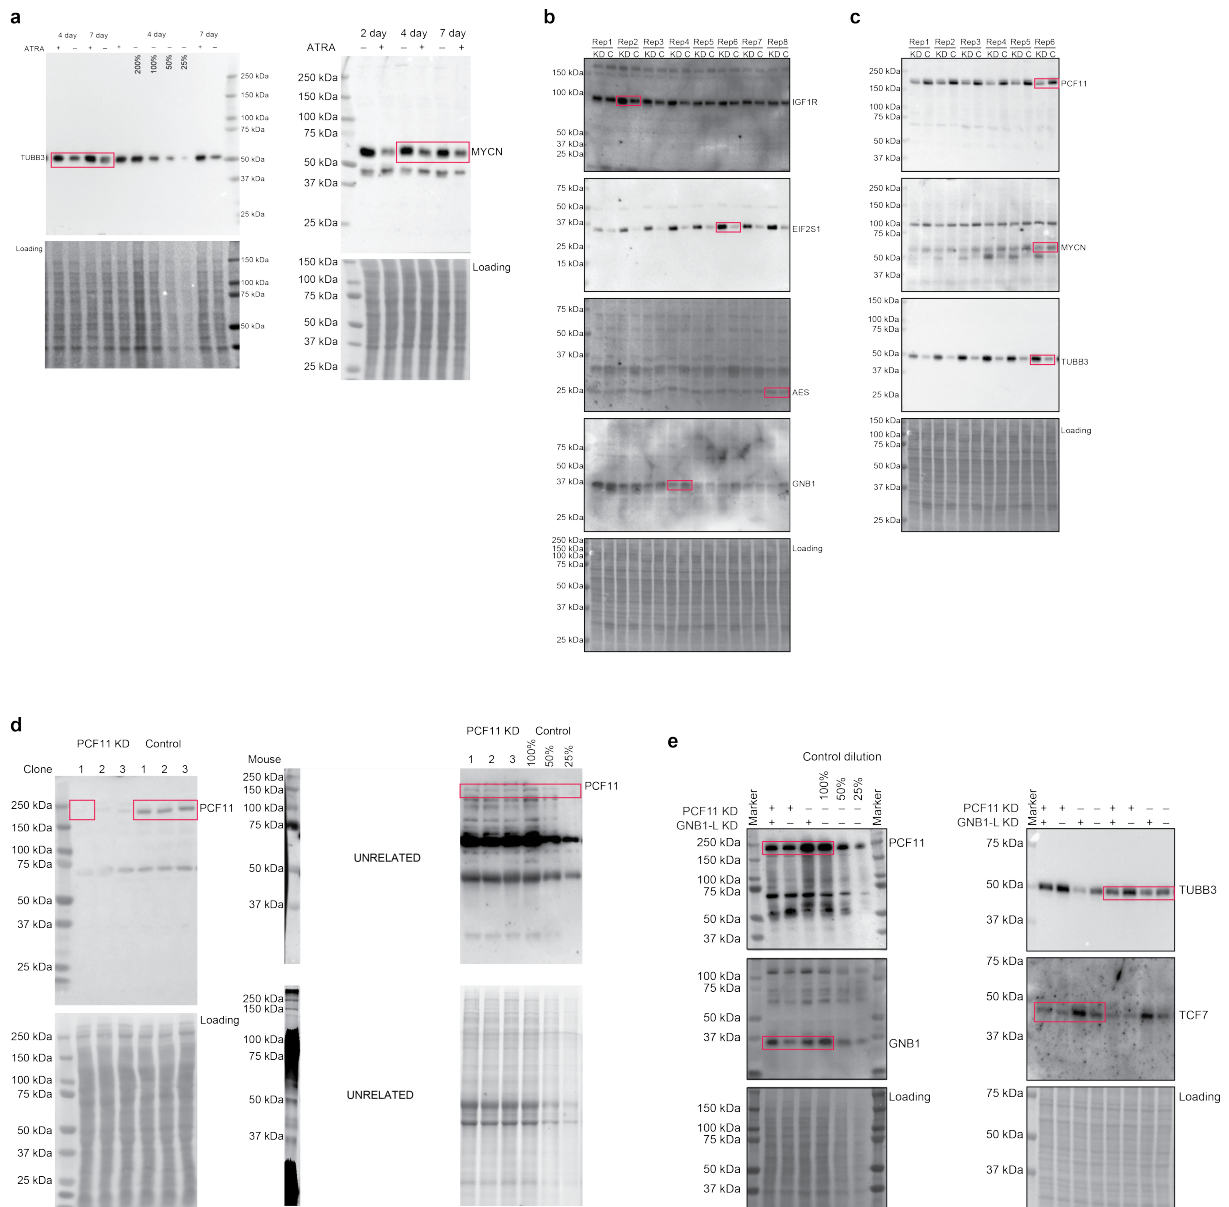 a
4 day 7 day 4 day 7 day
ATRA + – + – + – + –
200% 100% 50% 25%
250 kDa
150 kDa
100 kDa
75 kDa
TUBB3
50 kDa
37 kDa
25 kDa
Loading
150 kDa
100 kDa
75 kDa
50 kDa
2 day 4 day 7 day
ATRA – + – + – +
250 kDa
150 kDa
100 kDa
75 kDa
MYCN
50 kDa
37 kDa
25 kDa
Loading
150 kDa
100 kDa
75 kDa
50 kDa
37 kDa
25 kDa
b
Rep1 Rep2 Rep3 Rep4 Rep5 Rep6 Rep7 Rep8
KD C KD C KD C KD C KD C KD C KD C KD C
150 kDa
100 kDa
IGF1R
50 kDa
37 kDa
25 kDa
75 kDa
50 kDa
37 kDa
EIF2S1
25 kDa
15 kDa
75 kDa
50 kDa
37 kDa
25 kDa
AES
15 kDa
75 kDa
50 kDa
37 kDa
GNB1
25 kDa
250 kDa
Loading
150 kDa
100 kDa
75 kDa
50 kDa
37 kDa
25 kDa
c
Rep1 Rep2 Rep3 Rep4 Rep5 Rep6
KD C KD C KD C KD C KD C KD C
250 kDa
PCF11
150 kDa
100 kDa
75 kDa
50 kDa
250 kDa
150 kDa
100 kDa
75 kDa
MYCN
50 kDa
37 kDa
150 kDa
100 kDa
75 kDa
50 kDa
TUBB3
37 kDa
25 kDa
150 kDa
Loading
100 kDa
75 kDa
50 kDa
37 kDa
25 kDa
d
PCF11 KD Control
Clone 1 2 3 1 2 3
250 kDa
PCF11
150 kDa
100 kDa
75 kDa
50 kDa
37 kDa
25 kDa
Loading
250 kDa
150 kDa
100 kDa
75 kDa
50 kDa
37 kDa
25 kDa
PCF11 KD Control
Mouse 1 2 3 100% 50% 25%
250 kDa
150 kDa
PCF11
100 kDa
75 kDa
UNRELATED
50 kDa
37 kDa
250 kDa
150 kDa
100 kDa
75 kDa
UNRELATED
50 kDa
37 kDa
e
Control dilution
Marker 100% 50% 25% Marker
PCF11 KD + + – –
GNB1-L KD + – + –
250 kDa
PCF11
150 kDa
100 kDa
75 kDa
50 kDa
37 kDa
100 kDa
75 kDa
50 kDa
37 kDa
GNB1
Loading
150 kDa
100 kDa
75 kDa
50 kDa
37 kDa
Marker
PCF11 KD + + – – + + – –
GNB1-L KD + – + – + – + –
75 kDa
50 kDa
TUBB3
37 kDa
75 kDa
50 kDa
TCF7
37 kDa
Loading
75 kDa
50 kDa
37 kDa